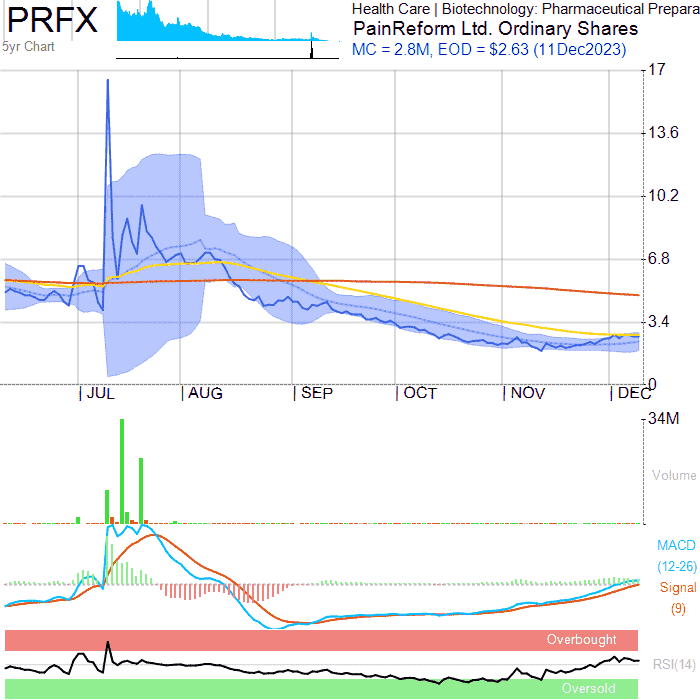 PRFX
Health Care | Biotechnology: Pharmaceutical Prepara
PainReform Ltd. Ordinary Shares
5yr Chart
MC = 2.8M, EOD = $2.63 (11Dec2023)
17
13.6
10.2
6.8
3.4
0
JUL
AUG
SEP
OCT
NOV
DEC
34M
Volume
MACD
(12-26)
Signal
(9)
Overbought
RSI(14)
Oversold